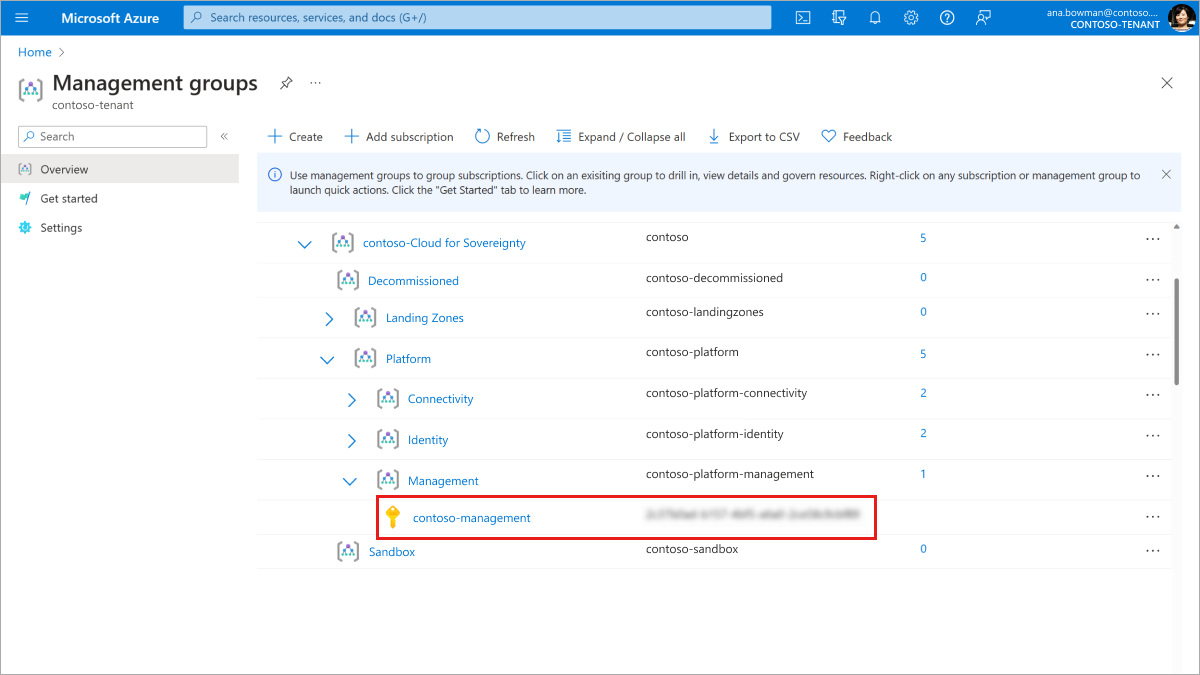 Microsoft Azure
Search resources, services, and docs (G+/)
ana.bowman@contoso....
CONTOSO-TENANT
Home
Management groups
contoso-tenant
Search
Create
Add subscription
Refresh
Expand / Collapse all
Export to CSV
Feedback
Overview
Get started
Settings
Use management groups to group subscriptions. Click on an exisiting group to drill in, view details and govern resources. Right-click on any subscription or management group to
launch quick actions. Click the "Get Started" tab to learn more.
contoso-Cloud for Sovereignty contoso 5
Decommissioned contoso-decommissioned 0
Landing Zones contoso-landingzones 0
Platform contoso-platform 5
Connectivity contoso-platform-connectivity 2
Identity contoso-platform-identity 2
Management contoso-platform-management 1
contoso-management
Sandbox contoso-sandbox 0